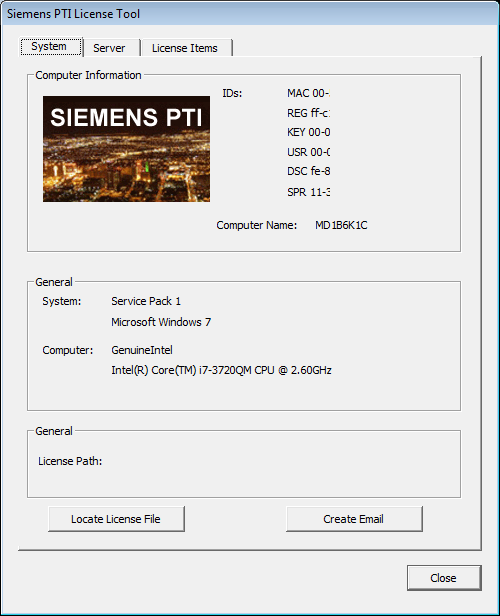 Siemens PTI License Tool
System Server License Items
Computer Information
SIEMENS PTI
IDs: MAC 00-
REG ff-c
KEY 00-0
USR 00-0
DSC fe-8
SPR 11-3
Computer Name: MD1B6K1C
General
System: Service Pack 1
Microsoft Windows 7
Computer: GenuineIntel
Intel(R) Core(TM) i7-3720QM CPU @ 2.60GHz
General
License Path:
Locate License File Create Email
Close